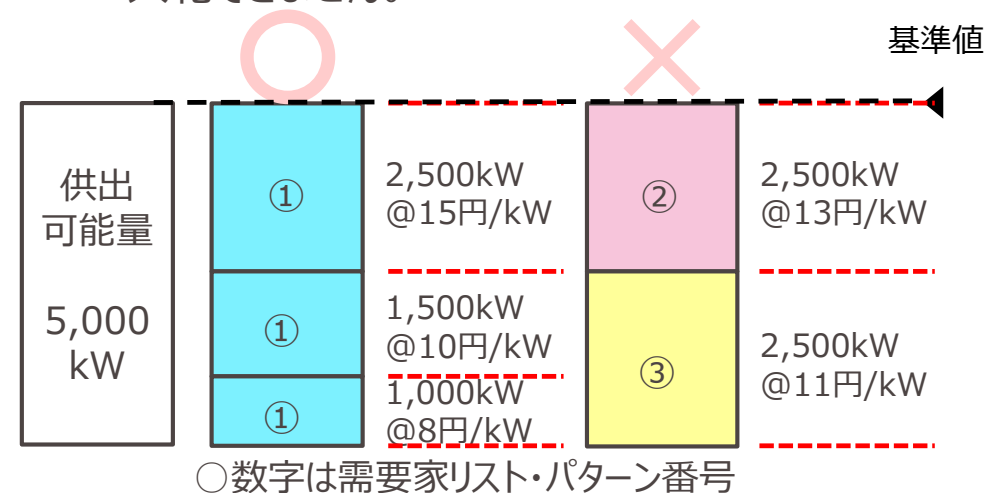 基準値
供出
可能量
5,000
kW
①
①
①
2,500kW
@15円/kW
1,500kW
@10円/kW
1,000kW
@8円/kW
②
③
2,500kW
@13円/kW
2,500kW
@11円/kW
○数字は需要家リスト・パターン番号